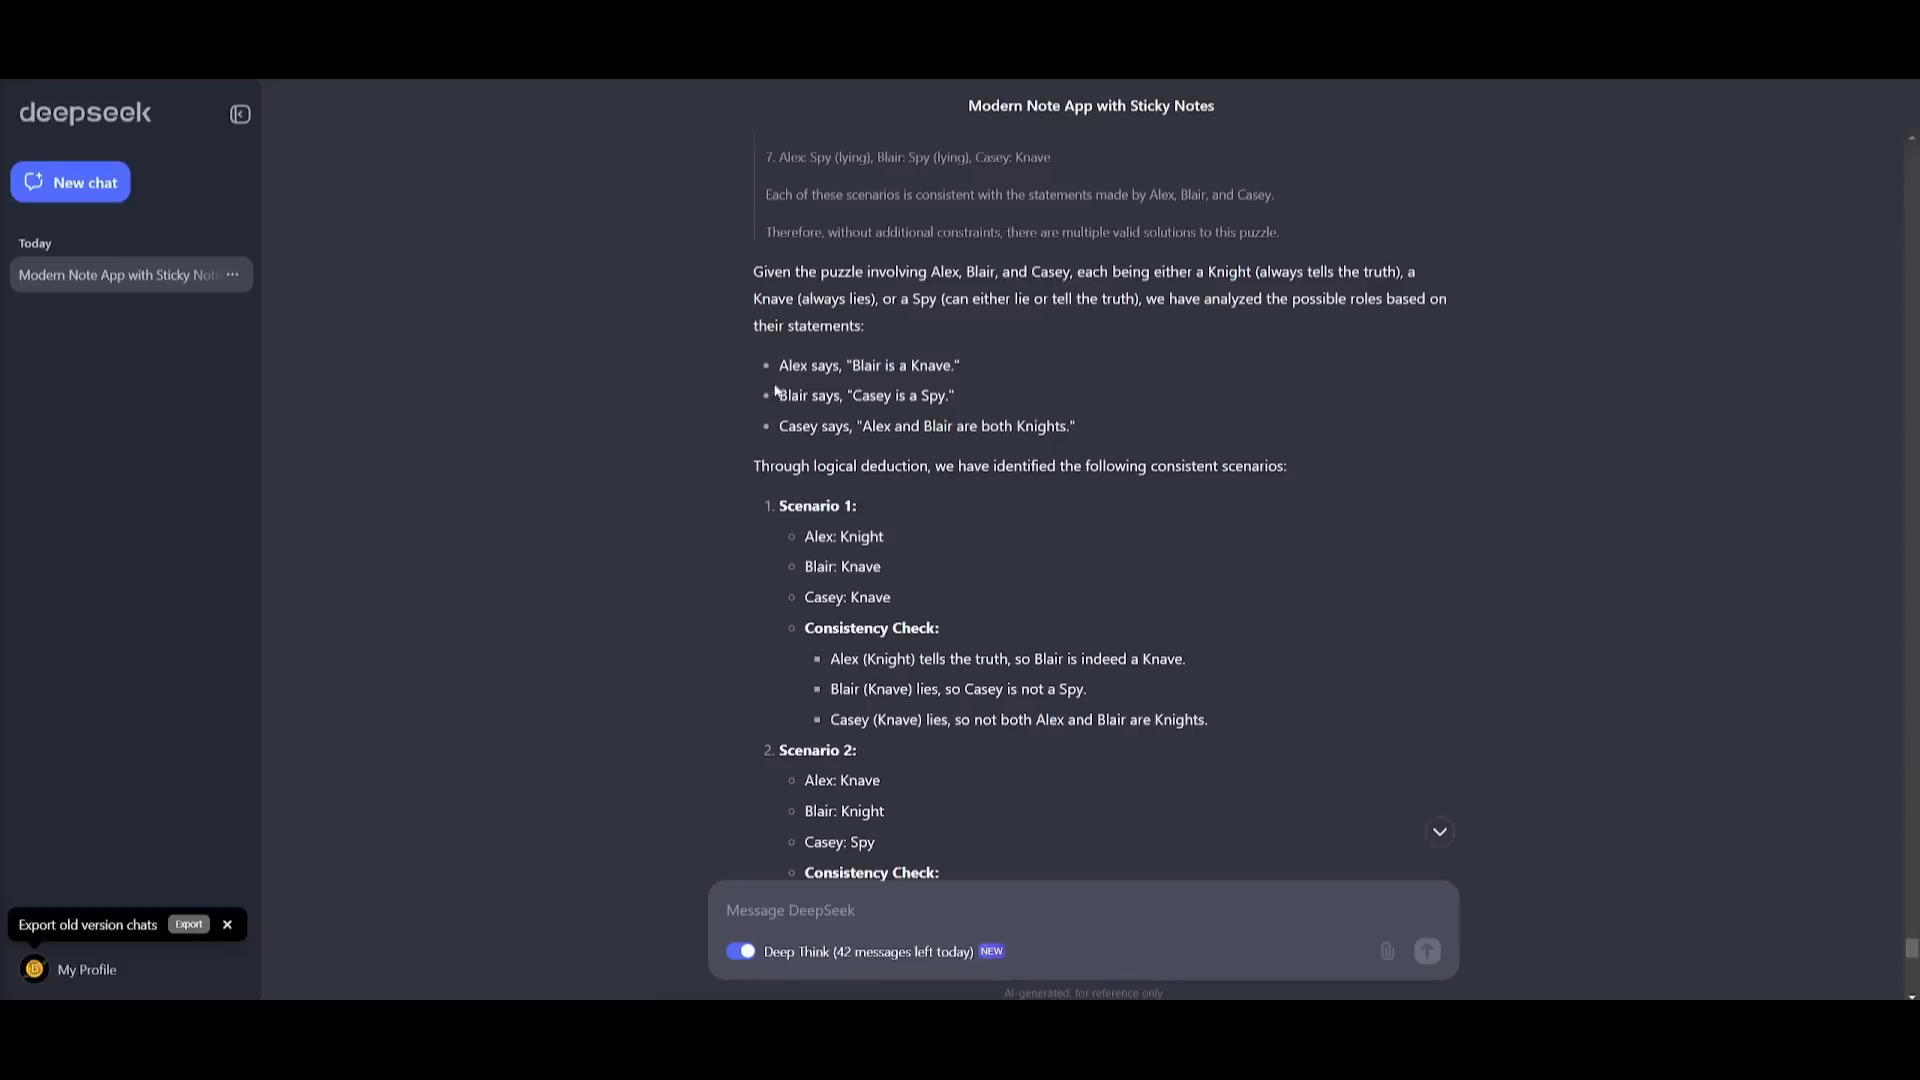 deepseek
New chat
Today
Modern Note App with Sticky Not
Export old version chats Export
My Profile
Modern Note App with Sticky Notes
7. Alex: Spy (lying), Blair: Spy (lying), Casey: Knave
Each of these scenarios is consistent with the statements made by Alex, Blair, and Casey.
Therefore, without additional constraints, there are multiple valid solutions to this puzzle.
Given the puzzle involving Alex, Blair, and Casey, each being either a Knight (always tells the truth), a
Knave (always lies), or a Spy (can either lie or tell the truth), we have analyzed the possible roles based on
their statements:
Alex says, "Blair is a Knave."
Blair says, "Casey is a Spy."
Casey says, "Alex and Blair are both Knights."
Through logical deduction, we have identified the following consistent scenarios:
1. Scenario 1:
Alex: Knight
Blair: Knave
Casey: Knave
Consistency Check:
Alex (Knight) tells the truth, so Blair is indeed a Knave.
Blair (Knave) lies, so Casey is not a Spy.
Casey (Knave) lies, so not both Alex and Blair are Knights.
2. Scenario 2:
Alex: Knave
Blair: Knight
Casey: Spy
Consistency Check:
Message DeepSeek
Deep Think (42 messages left today) NEW
AI-generated, for reference only